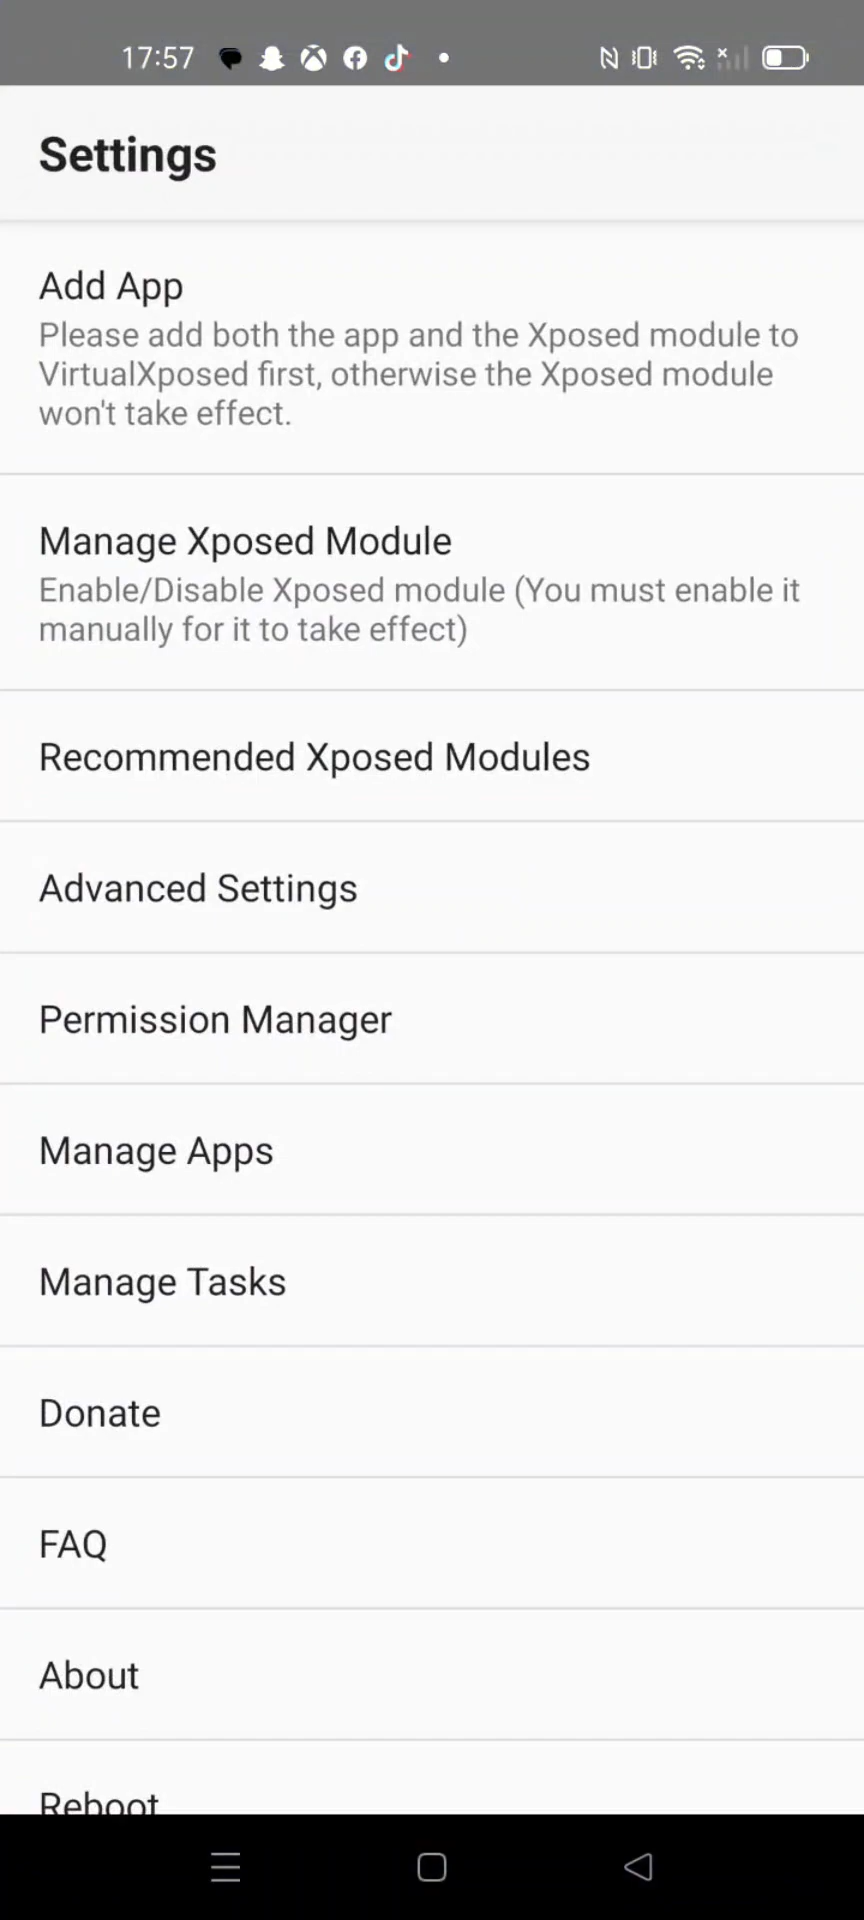 17:57
Settings
Add App
Please add both the app and the Xposed module to
VirtualXposed first, otherwise the Xposed module
won't take effect.
Manage Xposed Module
Enable/Disable Xposed module (You must enable it
manually for it to take effect)
Recommended Xposed Modules
Advanced Settings
Permission Manager
Manage Apps
Manage Tasks
Donate
FAQ
About
Reboot